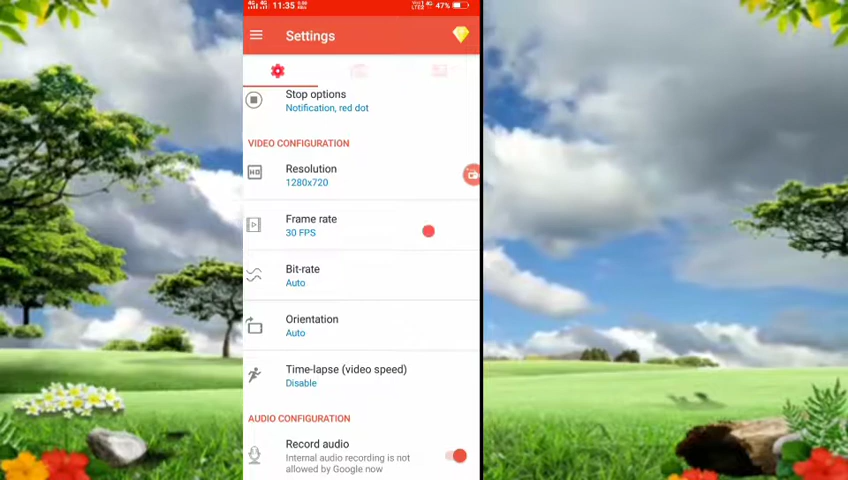 11:35
47%
Settings
Stop options
Notification, red dot
VIDEO CONFIGURATION
HD
Resolution
1280x720
Frame rate
30 FPS
Bit-rate
Auto
Orientation
Auto
Time-lapse (video speed)
Disable
AUDIO CONFIGURATION
Record audio
Internal audio recording is not
allowed by Google now